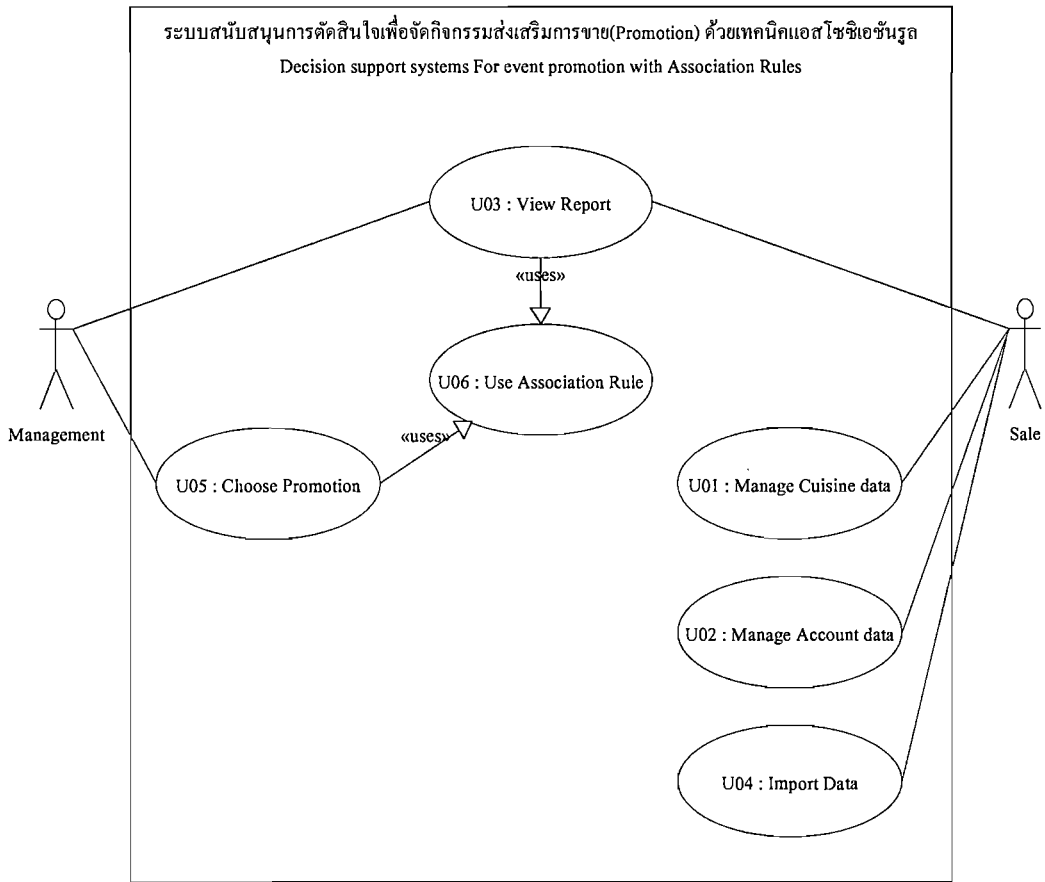 ระบบสนับสนุนการตัดสินใจเพื่อจัดกิจกรรมส่งเสริมการขาย(Promotion) ด้วยเทคนิคแอสโซซิเอชันรูล
Decision support systems For event promotion with Association Rules
U03 : View Report
«uses»
U06 : Use Association Rule
Management
Sale
«uses»
U05 : Choose Promotion
U01 : Manage Cuisine data
U02 : Manage Account data
U04 : Import Data